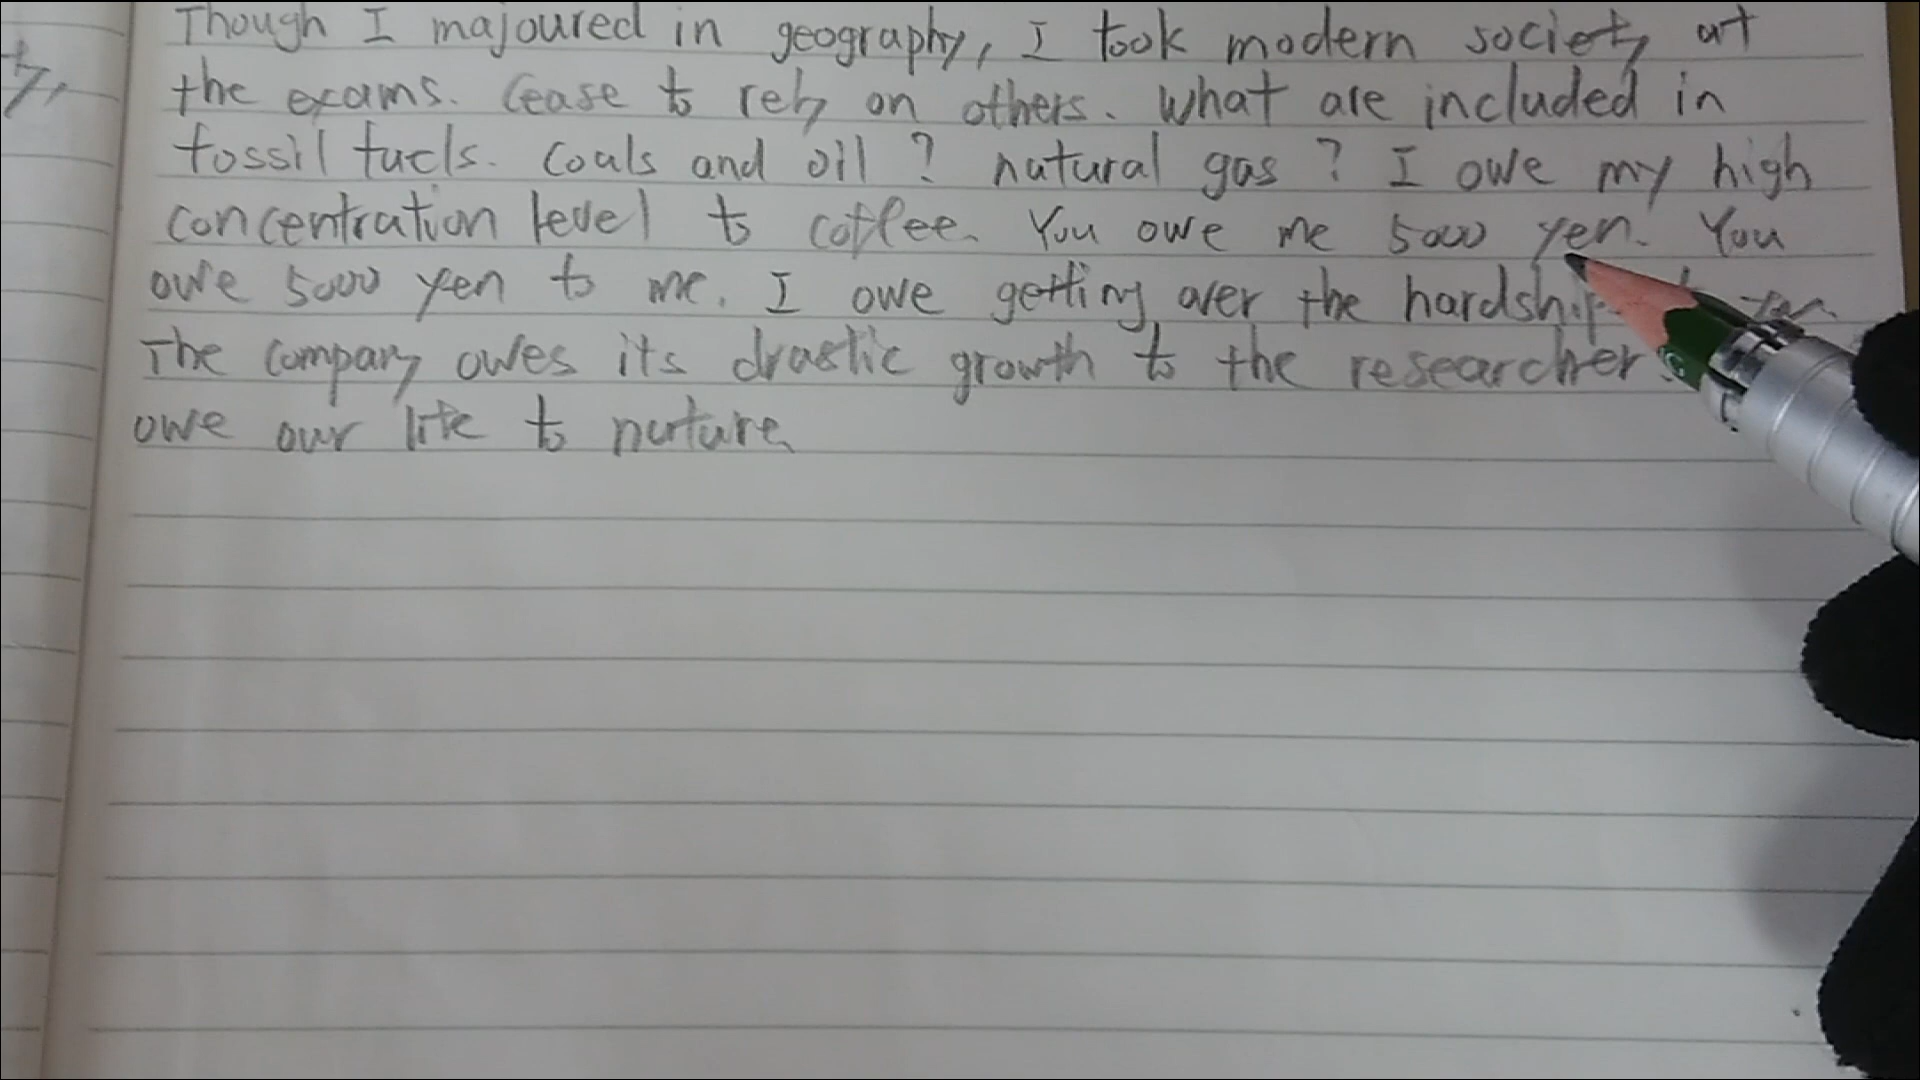 Though I majoured in geography, I took modern society at
the exams. Cease to rely on others. What are included in
fossil fuels. Coals and oil ? natural gas ? I owe my high
concentration level to coffee. You owe me 5000 yen. You
owe 5000 yen to me. I owe getting over the hardship
The company owes its drastic growth to the researcher.
owe our life to nature.